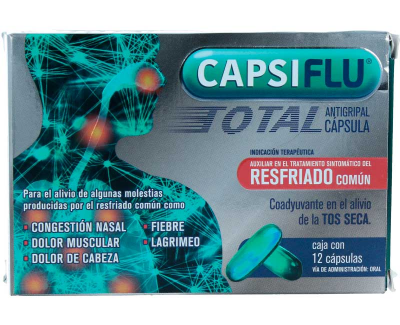 CAPSIFLU®
TOTAL
ANTIGRIPAL
CAPSULA
INDICACIÓN TERAPÉUTICA
AUXILIAR EN EL TRATAMIENTO SINTOMÁTICO DEL
RESFRIADO COMÚN
Coadyuvante en el alivio
de la TOS SECA.
Para el alivio de algunas molestias
producidas por el resfriado común como
• CONGESTIÓN NASAL
• DOLOR MUSCULAR
• DOLOR DE CABEZA
• FIEBRE
• LAGRIMEO
caja con
12 cápsulas
VÍA DE ADMINISTRACIÓN: ORAL